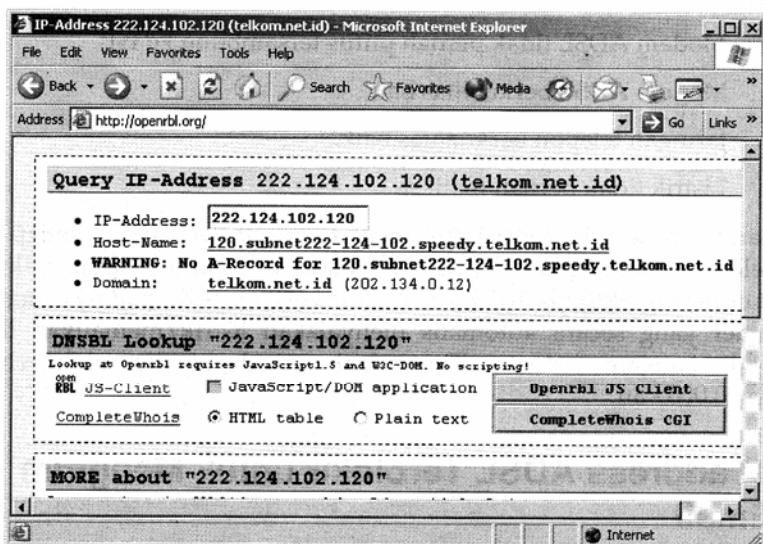 IP-Address 222.124.102.120 (telkom.net.id) - Microsoft Internet Explorer
File Edit View Favorites Tools Help
Back Search Favorites Media »
Address http://openrbl.org/ Go Links »
Query IP-Address 222.124.102.120 (telkom.net.id)
• IP-Address: 222.124.102.120
• Host-Name: 120.subnet222-124-102.speedy.telkom.net.id
• WARNING: No A-Record for 120.subnet222-124-102.speedy.telkom.net.id
• Domain: telkom.net.id (202.134.0.12)
DNSBL Lookup "222.124.102.120"
Lookup at Openrbl requires JavaScript1.5 and W3C-DOM. No scripting!
open RBL JS-Client JavaScript/DOM application Openrbl JS Client
CompleteWhois HTML table Plain text CompleteWhois CGI
MORE about "222.124.102.120"
Internet